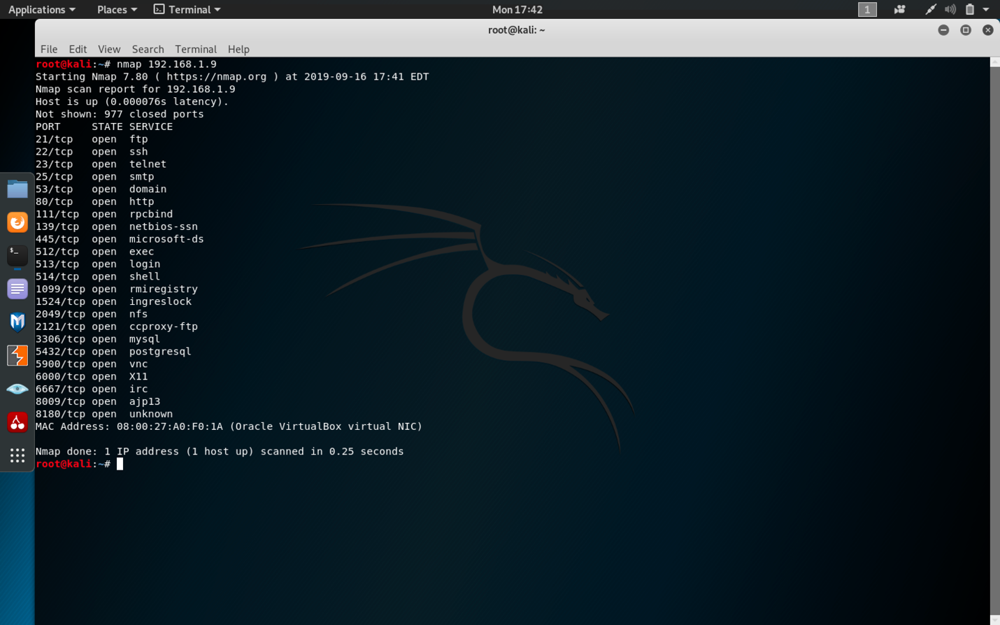 Applications Places Terminal Mon 17:42 1
root@kali: ~
File Edit View Search Terminal Help
root@kali:~# nmap 192.168.1.9
Starting Nmap 7.80 ( https://nmap.org ) at 2019-09-16 17:41 EDT
Nmap scan report for 192.168.1.9
Host is up (0.000076s latency).
Not shown: 977 closed ports
PORT     STATE SERVICE
21/tcp   open  ftp
22/tcp   open  ssh
23/tcp   open  telnet
25/tcp   open  smtp
53/tcp   open  domain
80/tcp   open  http
111/tcp  open  rpcbind
139/tcp  open  netbios-ssn
445/tcp  open  microsoft-ds
512/tcp  open  exec
513/tcp  open  login
514/tcp  open  shell
1099/tcp open  rmiregistry
1524/tcp open  ingreslock
2049/tcp open  nfs
2121/tcp open  ccproxy-ftp
3306/tcp open  mysql
5432/tcp open  postgresql
5900/tcp open  vnc
6000/tcp open  X11
6667/tcp open  irc
8009/tcp open  ajp13
8180/tcp open  unknown
MAC Address: 08:00:27:A0:F0:1A (Oracle VirtualBox virtual NIC)
Nmap done: 1 IP address (1 host up) scanned in 0.25 seconds
root@kali:~#